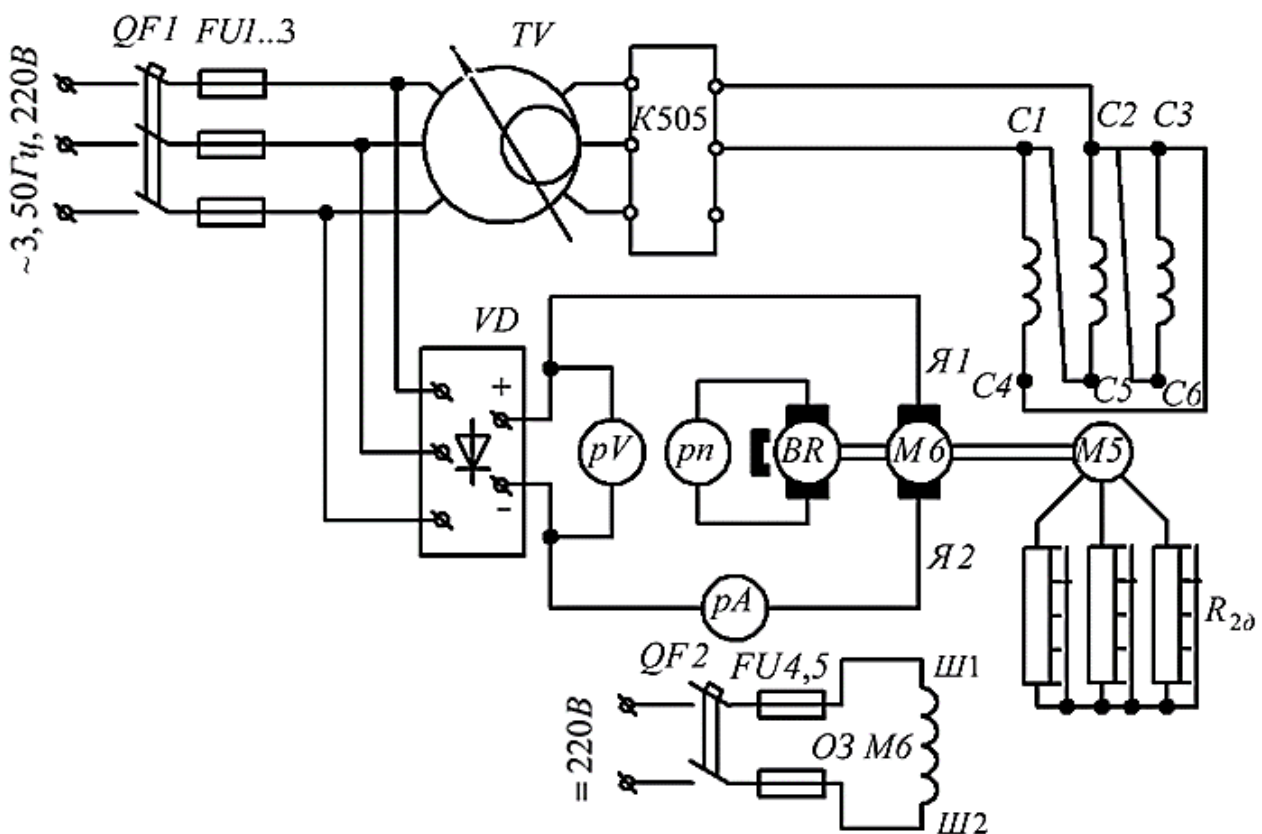 QF1
FU1..3
TV
~3, 50Гц, 220В
К505
C1
C2
C3
VD
+
-
Я1
C4
C5
C6
pV
pn
BR
M6
M5
Я2
pA
R2д
QF2
FU4,5
Ш1
= 220В
ОЗ М6
Ш2